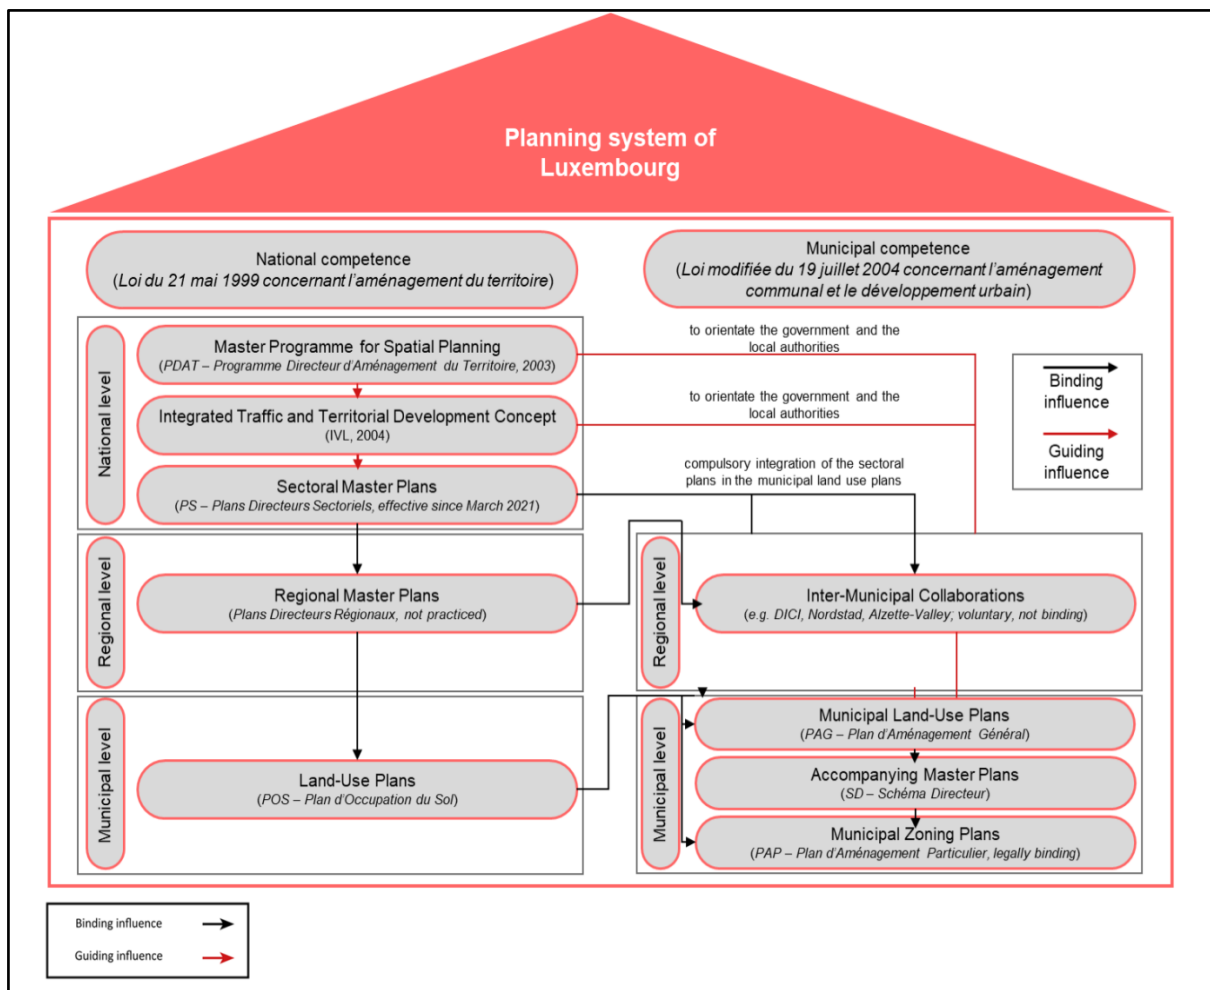 Planning system of
Luxembourg
National competence
(Loi du 21 mai 1999 concernant l'aménagement du territoire)
Municipal competence
(Loi modifiée du 19 juillet 2004 concernant l'aménagement
communal et le développement urbain)
National level
Master Programme for Spatial Planning
(PDAT – Programme Directeur d'Aménagement du Territoire, 2003)
to orientate the government and the
local authorities
Integrated Traffic and Territorial Development Concept
(IVL, 2004)
to orientate the government and the
local authorities
Sectoral Master Plans
(PS – Plans Directeurs Sectoriels, effective since March 2021)
compulsory integration of the sectoral
plans in the municipal land use plans
Binding
influence
Guiding
influence
Regional level
Regional Master Plans
(Plans Directeurs Régionaux, not practiced)
Regional level
Inter-Municipal Collaborations
(e.g. DICI, Nordstad, Alzette-Valley; voluntary, not binding)
Municipal level
Land-Use Plans
(POS – Plan d'Occupation du Sol)
Municipal level
Municipal Land-Use Plans
(PAG – Plan d'Aménagement Général)
Accompanying Master Plans
(SD – Schéma Directeur)
Municipal Zoning Plans
(PAP – Plan d'Aménagement Particulier, legally binding)
Binding influence
Guiding influence